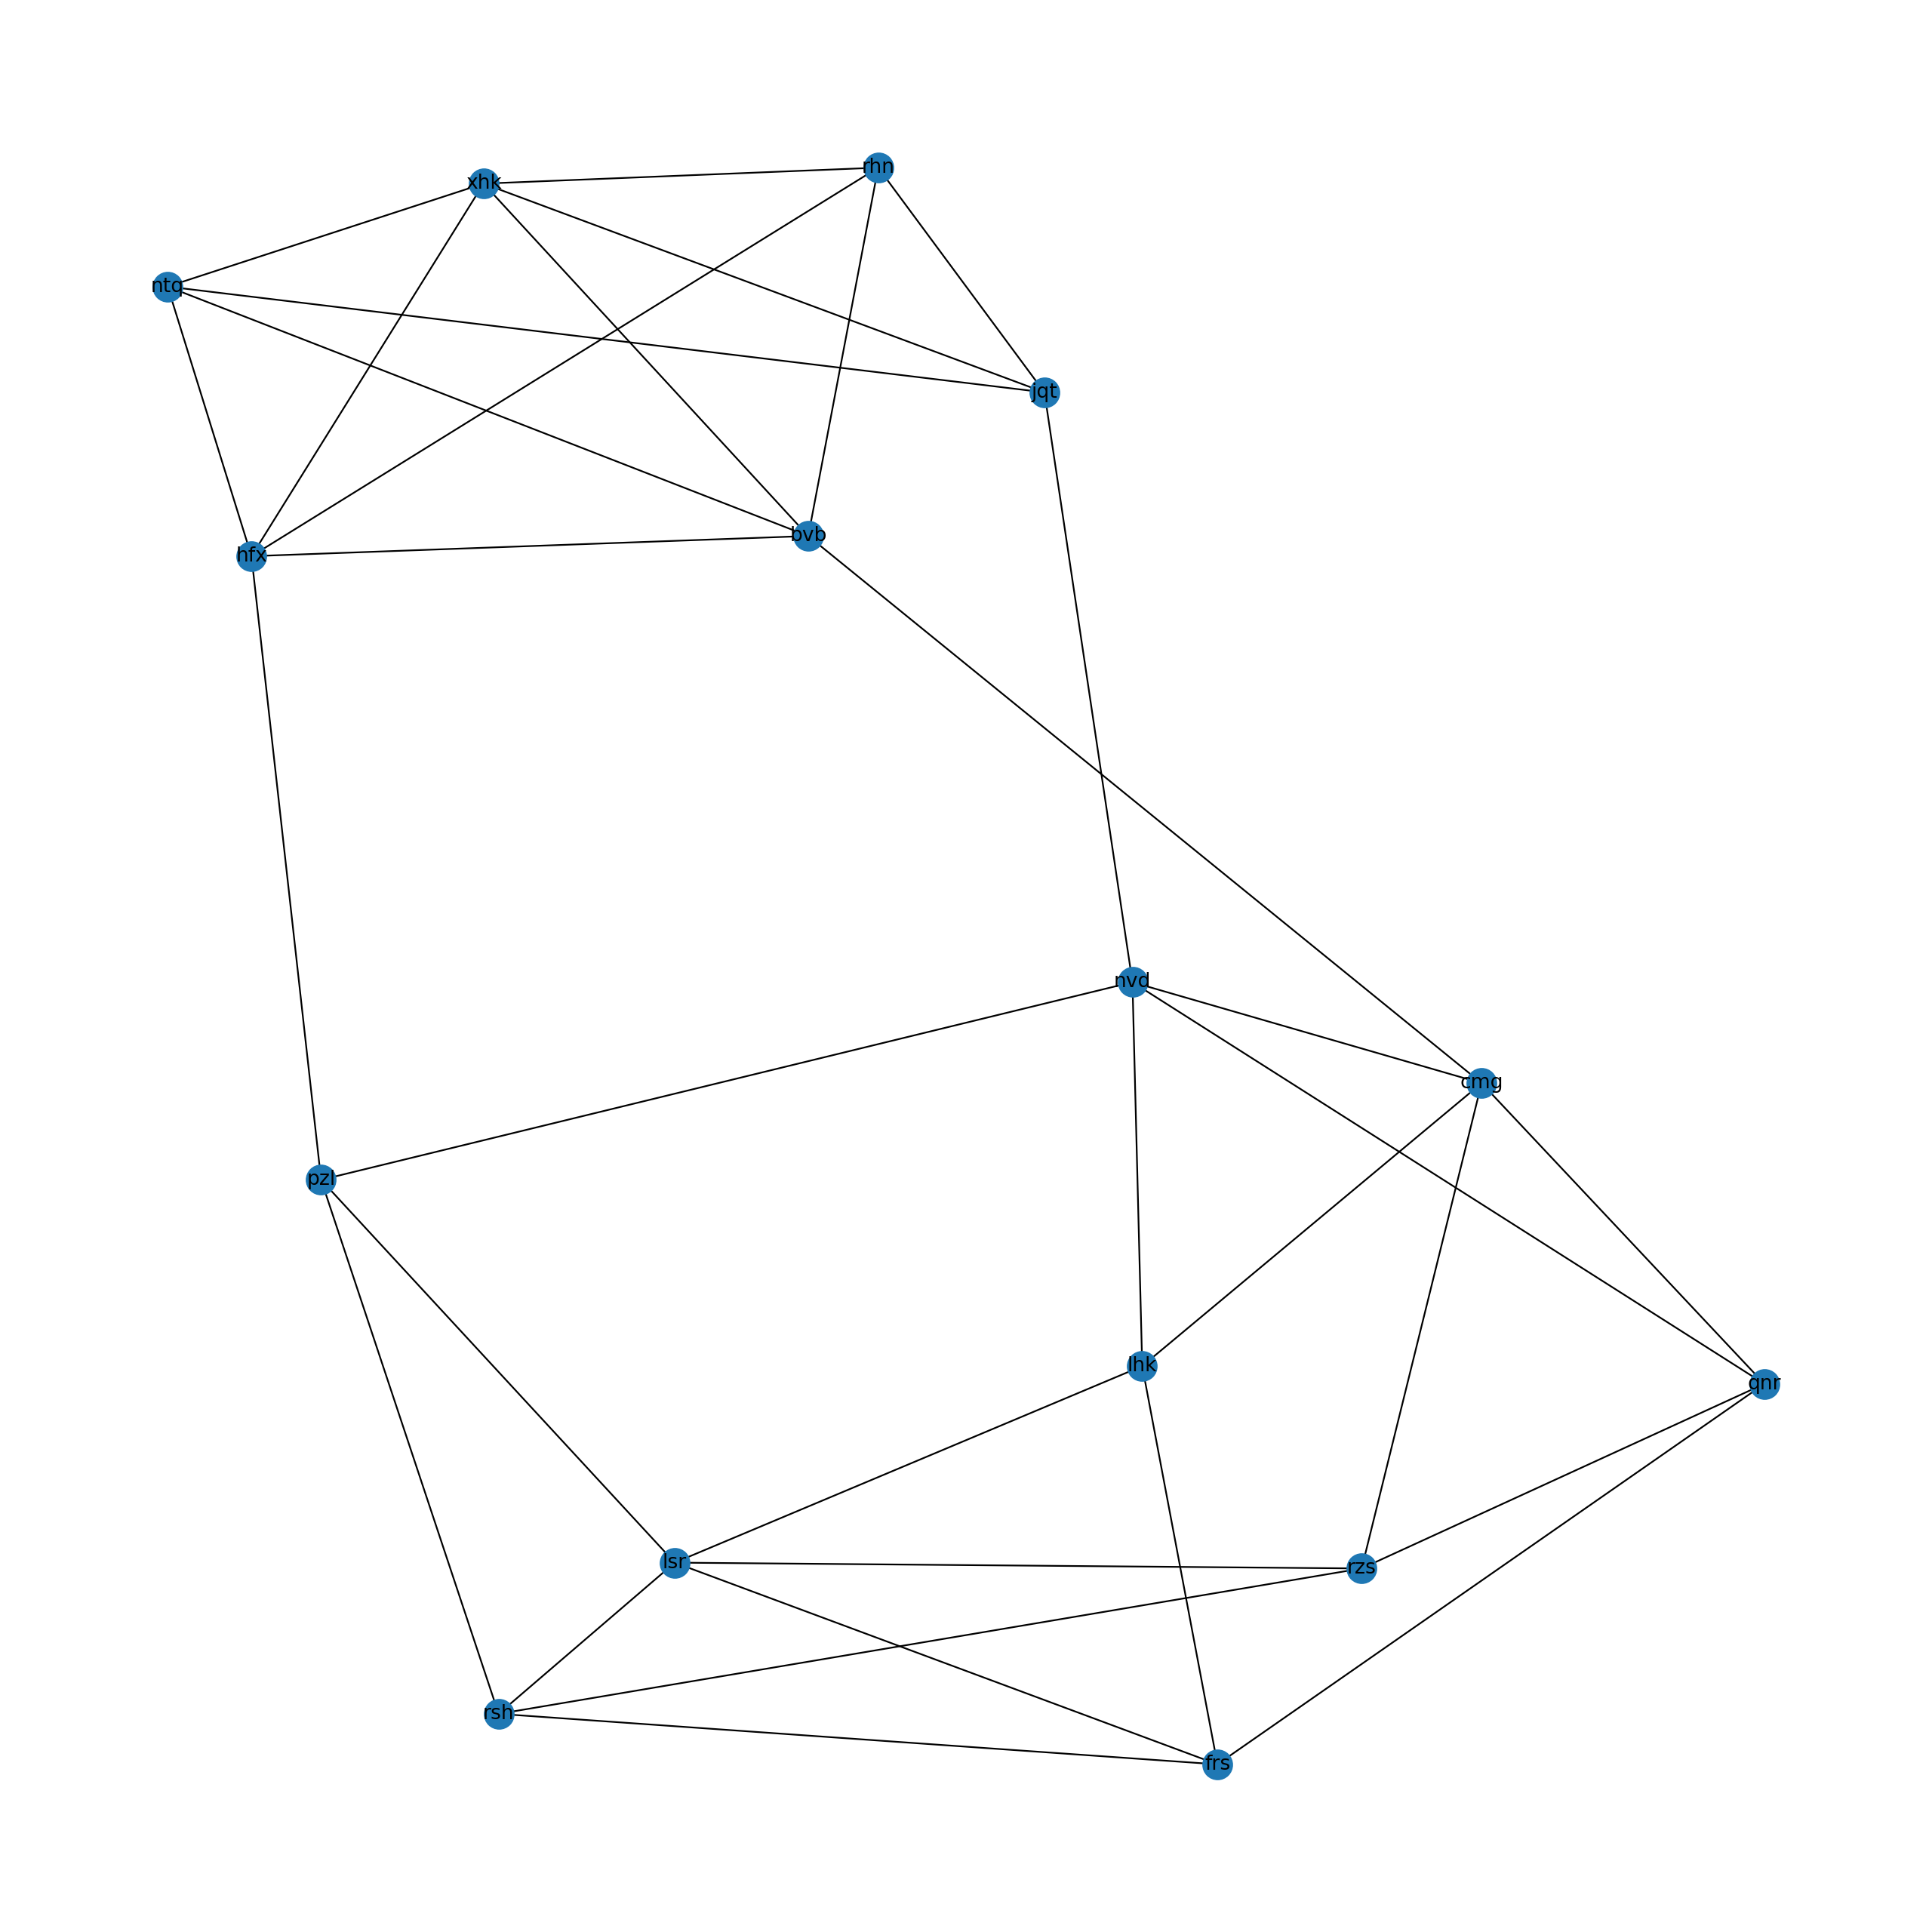 rhn
xhk
ntq
jqt
bvb
hfx
nvd
cmg
pzl
lhk
qnr
lsr
rzs
rsh
frs